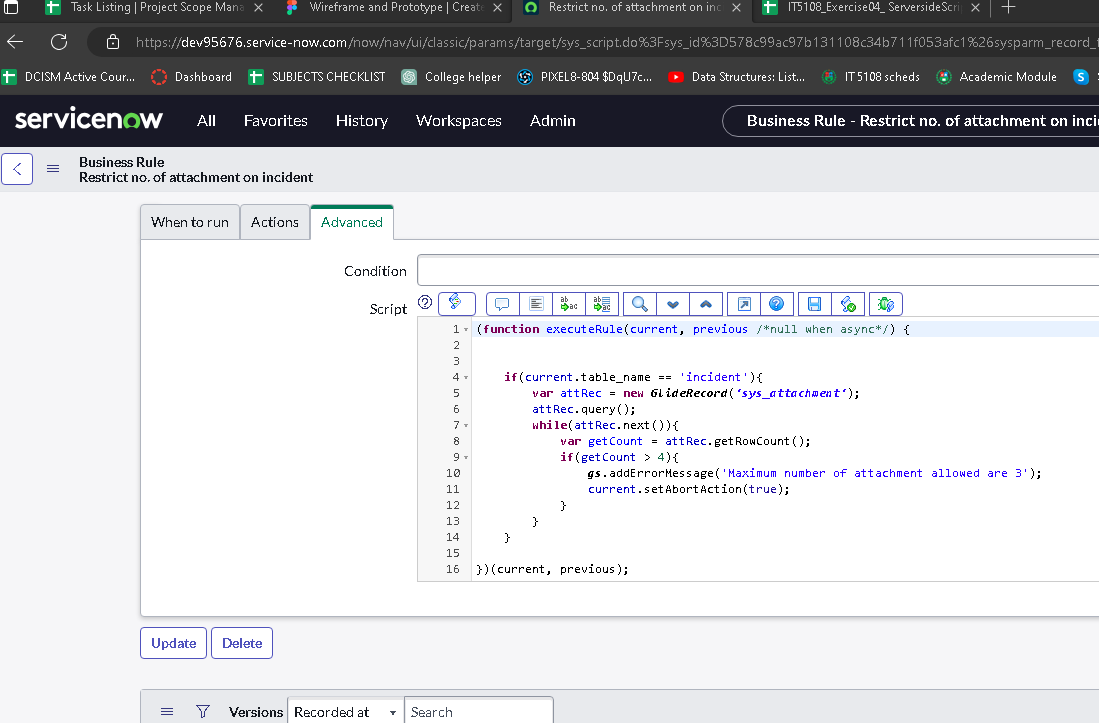 Task Listing | Project Scope Mana
Wireframe and Prototype | Create
Restrict no. of attachment on inc
IT5108_Exercise04_ ServersideScri
https://dev95676.service-now.com/now/nav/ui/classic/params/target/sys_script.do%3Fsys_id%3D578c99ac97b131108c34b711f053afc1%26sysparm_record_
DCISM Active Cour...
Dashboard
SUBJECTS CHECKLIST
College helper
PIXEL8-804 $DqU7c...
Data Structures: List...
IT 5108 scheds
Academic Module
servicenow
All
Favorites
History
Workspaces
Admin
Business Rule - Restrict no. of attachment on inci
Business Rule
Restrict no. of attachment on incident
When to run
Actions
Advanced
Condition
Script
1 (function executeRule(current, previous /*null when async*/) {
2
3
4 if(current.table_name == 'incident'){
5 var attRec = new GlideRecord('sys_attachment');
6 attRec.query();
7 while(attRec.next()){
8 var getCount = attRec.getRowCount();
9 if(getCount > 4){
10 gs.addErrorMessage('Maximum number of attachment allowed are 3');
11 current.setAbortAction(true);
12 }
13 }
14 }
15
16 })(current, previous);
Update
Delete
Versions
Recorded at
Search